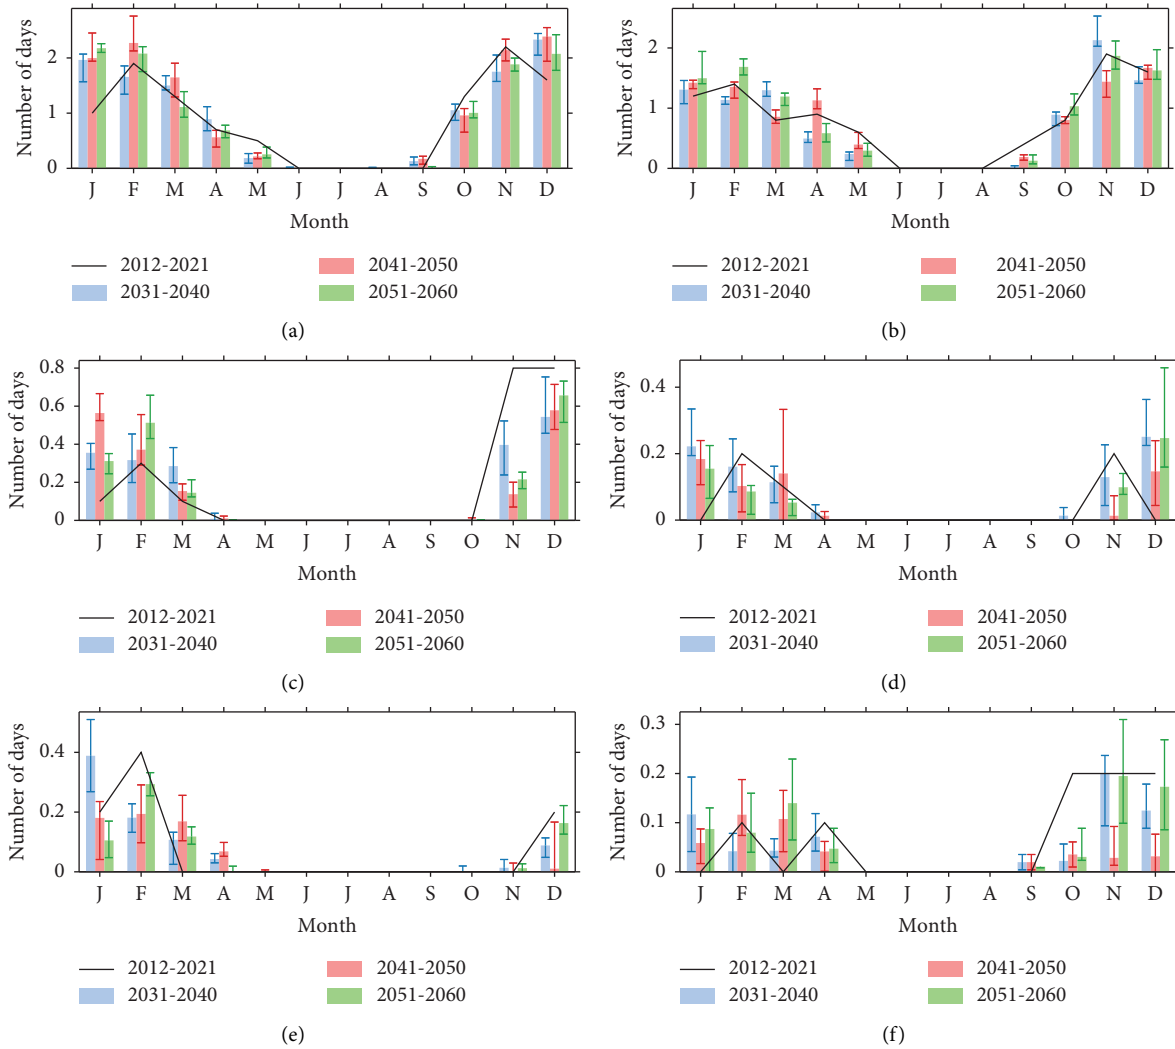 Number of days
2
1
0
J F M A M J J A S O N D
Month
2012-2021 2041-2050
2031-2040 2051-2060
(a)
Number of days
2
1
0
J F M A M J J A S O N D
Month
2012-2021 2041-2050
2031-2040 2051-2060
(b)
Number of days
0.8
0.6
0.4
0.2
0
J F M A M J J A S O N D
Month
2012-2021 2041-2050
2031-2040 2051-2060
(c)
Number of days
0.4
0.2
0
J F M A M J J A S O N D
Month
2012-2021 2041-2050
2031-2040 2051-2060
(d)
Number of days
0.4
0.2
0
J F M A M J J A S O N D
Month
2012-2021 2041-2050
2031-2040 2051-2060
(e)
Number of days
0.3
0.2
0.1
0
J F M A M J J A S O N D
Month
2012-2021 2041-2050
2031-2040 2051-2060
(f)